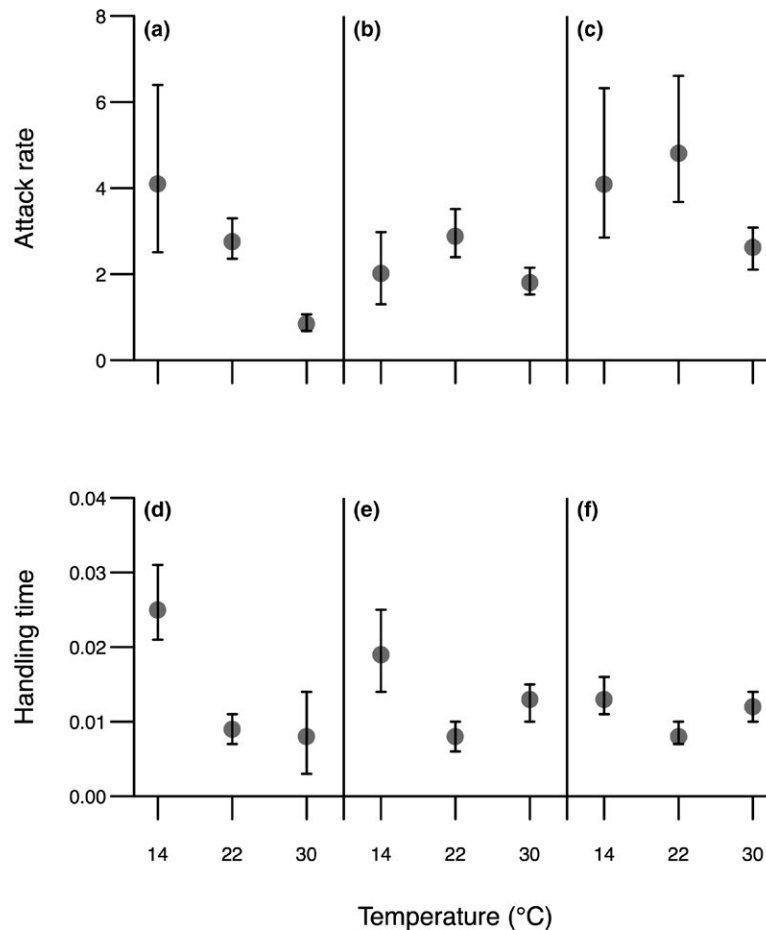 (a) (b) (c)
8
6
4
2
0
Attack rate
(d) (e) (f)
0.04
0.03
0.02
0.01
0.00
Handling time
14 22 30 14 22 30 14 22 30
Temperature (°C)